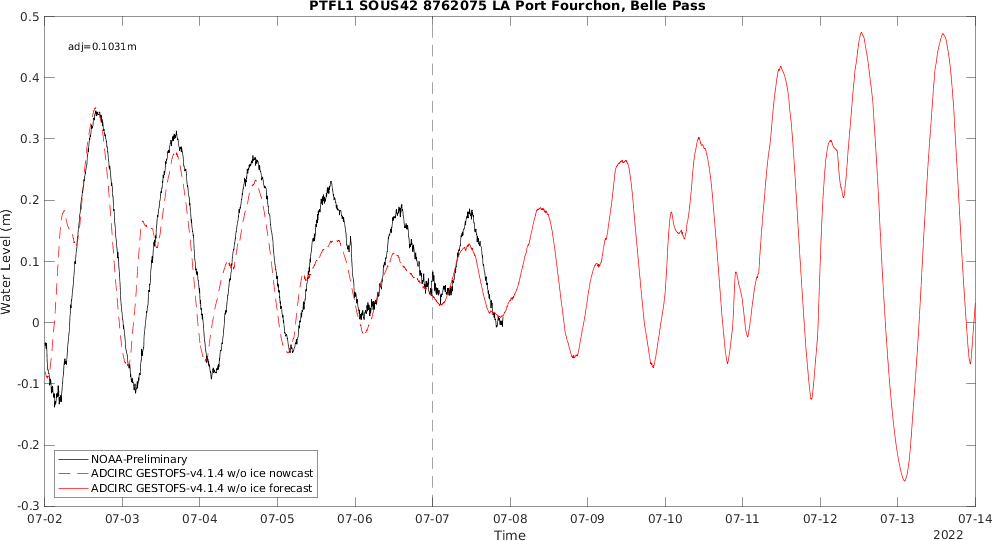 PTFL1 SOUS42 8762075 LA Port Fourchon, Belle Pass
adj=0.1031m
0.5
0.4
0.3
0.2
0.1
0
-0.1
-0.2
-0.3
Water Level (m)
NOAA-Preliminary
ADCIRC GESTOFS-v4.1.4 w/o ice nowcast
ADCIRC GESTOFS-v4.1.4 w/o ice forecast
07-02 07-03 07-04 07-05 07-06 07-07 07-08 07-09 07-10 07-11 07-12 07-13 07-14
Time
2022